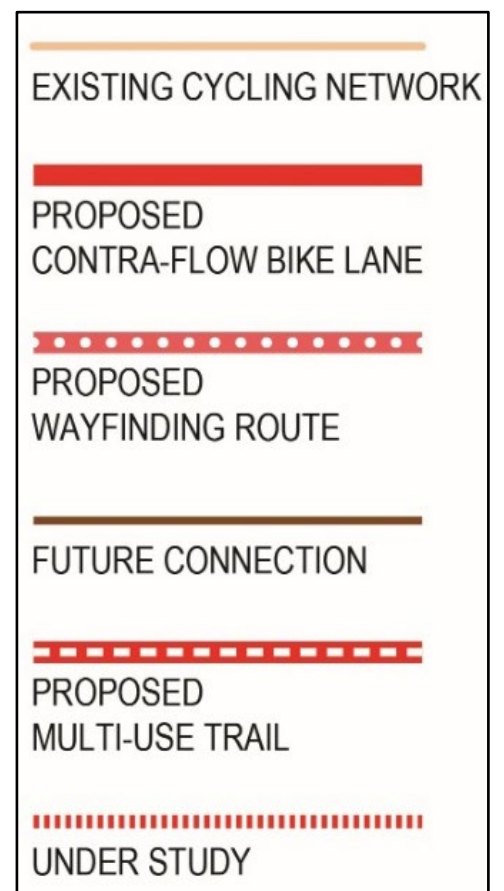 EXISTING CYCLING NETWORK
PROPOSED
CONTRA-FLOW BIKE LANE
PROPOSED
WAYFINDING ROUTE
FUTURE CONNECTION
PROPOSED
MULTI-USE TRAIL
UNDER STUDY